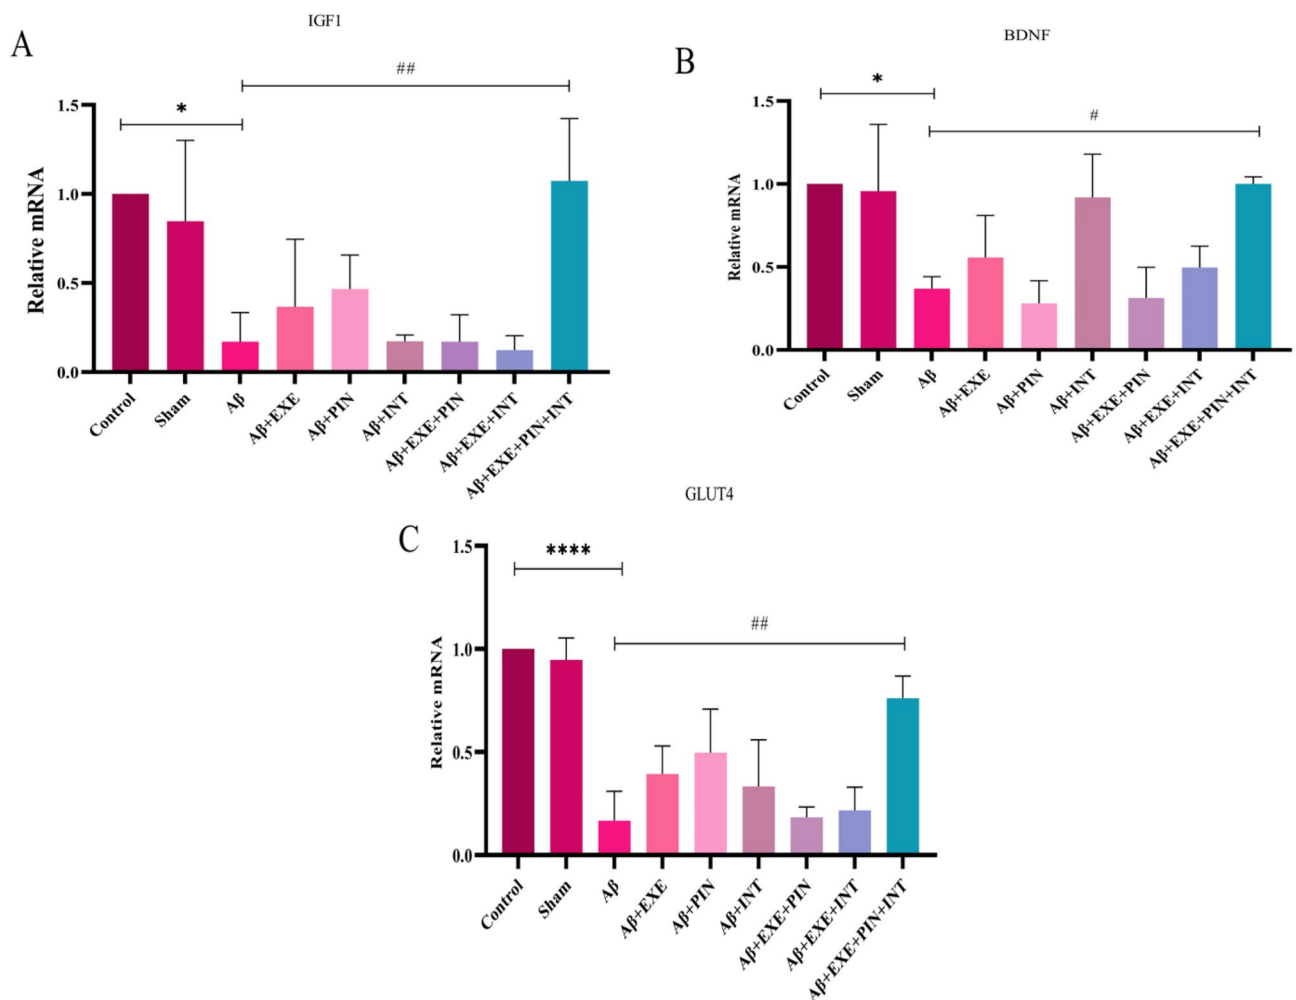 IGF1
A
##
*
1.5
1.0
0.5
0.0
Relative mRNA
Control
Sham
Aβ
Aβ+EXE
Aβ+PIN
Aβ+INT
Aβ+EXE+PIN
Aβ+EXE+INT
Aβ+EXE+PIN+INT
BDNF
B
*
#
1.5
1.0
0.5
0.0
Relative mRNA
Control
Sham
Aβ
Aβ+EXE
Aβ+PIN
Aβ+INT
Aβ+EXE+PIN
Aβ+EXE+INT
Aβ+EXE+PIN+INT
GLUT4
C
****
##
1.5
1.0
0.5
0.0
Relative mRNA
Control
Sham
Aβ
Aβ+EXE
Aβ+PIN
Aβ+INT
Aβ+EXE+PIN
Aβ+EXE+INT
Aβ+EXE+PIN+INT